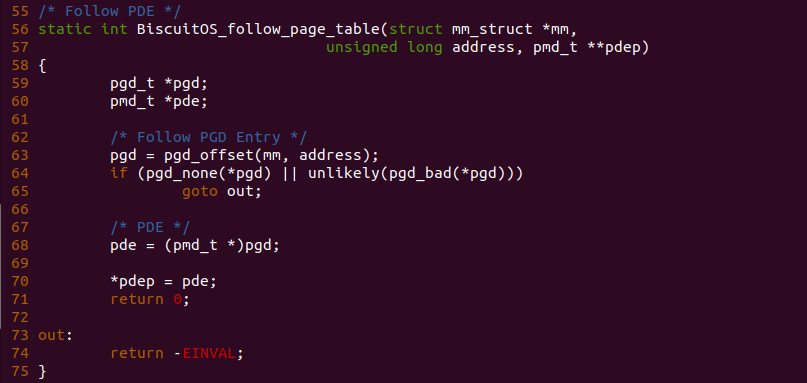 55 /* Follow PDE */
56 static int BiscuitOS_follow_page_table(struct mm_struct *mm,
57                                 unsigned long address, pmd_t **pdep)
58 {
59         pgd_t *pgd;
60         pmd_t *pde;
61
62         /* Follow PGD Entry */
63         pgd = pgd_offset(mm, address);
64         if (pgd_none(*pgd) || unlikely(pgd_bad(*pgd)))
65                 goto out;
66
67         /* PDE */
68         pde = (pmd_t *)pgd;
69
70         *pdep = pde;
71         return 0;
72
73 out:
74         return -EINVAL;
75 }